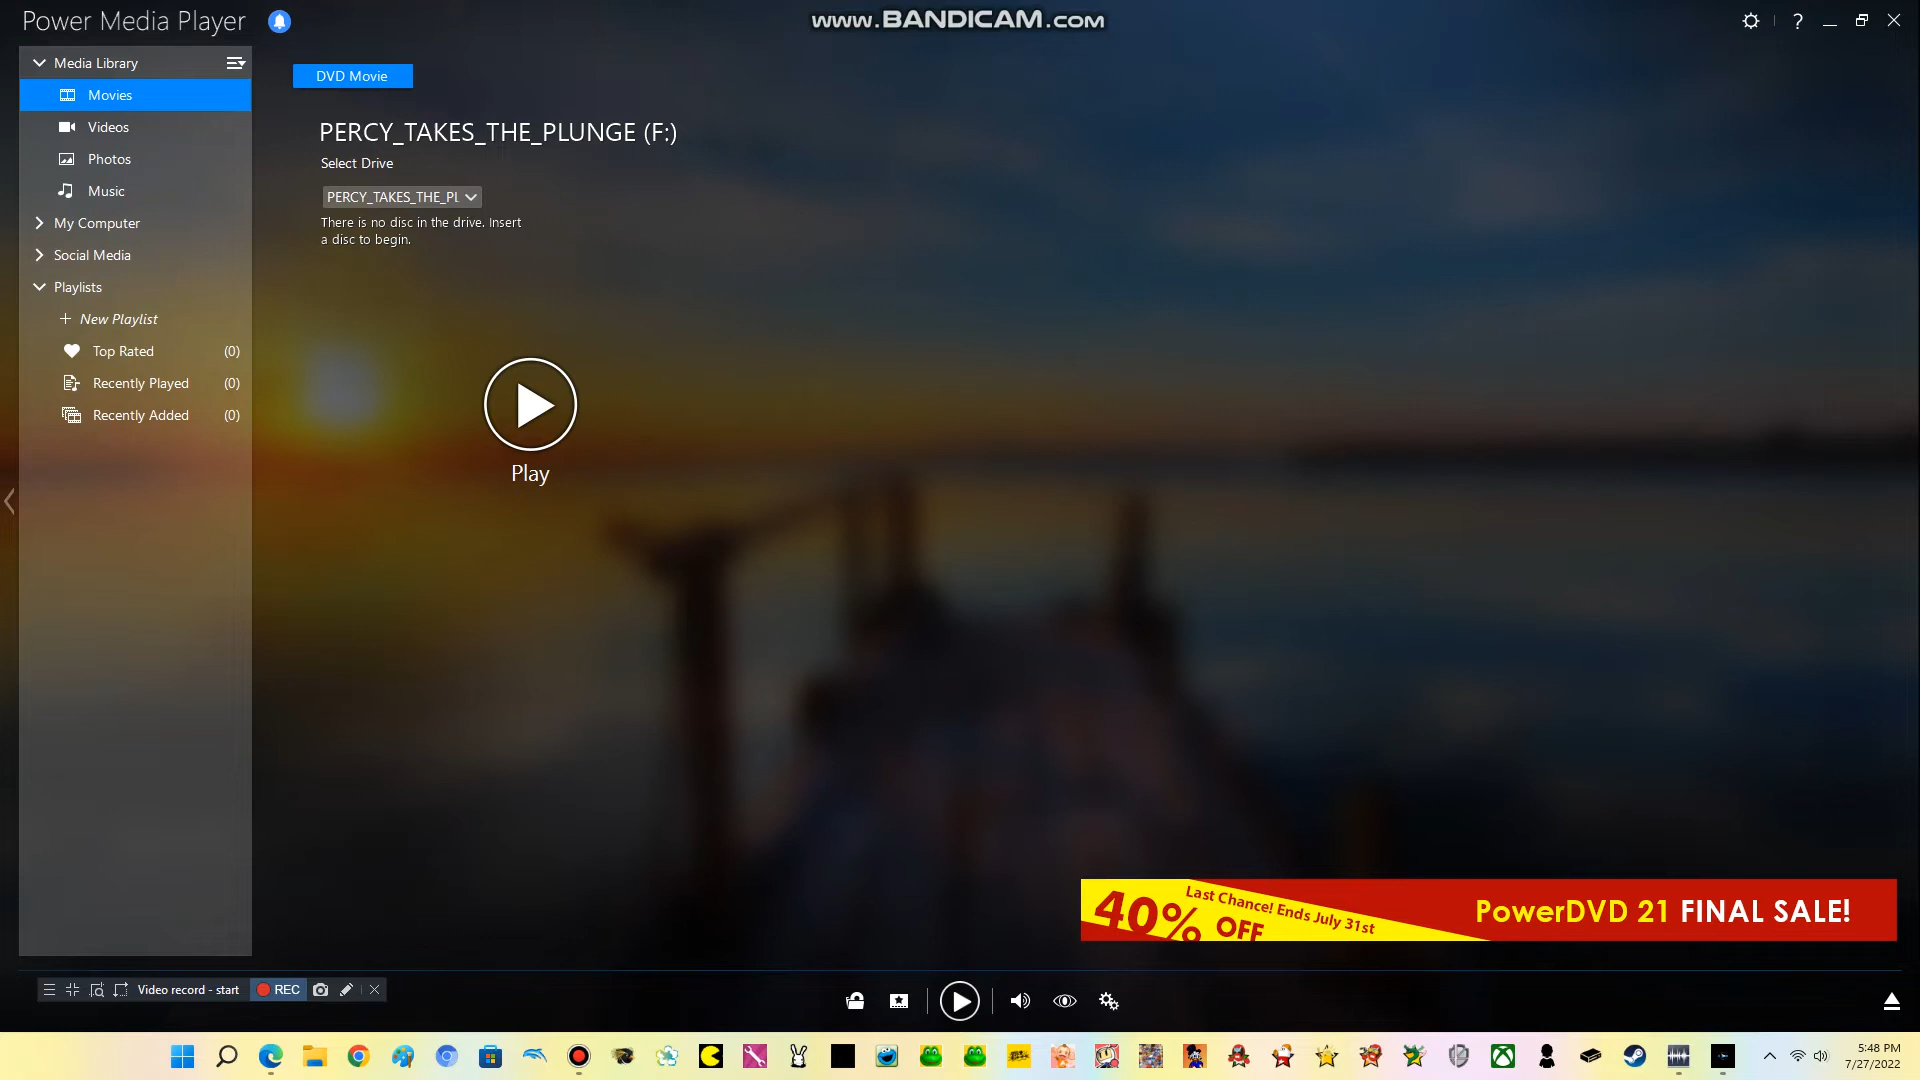 Power Media Player
www.BANDICAM.com
?
Media Library
Movies
Videos
Photos
Music
My Computer
Social Media
Playlists
New Playlist
Top Rated (0)
Recently Played (0)
Recently Added (0)
DVD Movie
PERCY_TAKES_THE_PLUNGE (F:)
Select Drive
PERCY_TAKES_THE_PL
There is no disc in the drive. Insert
a disc to begin.
Play
40% OFF
Last Chance! Ends July 31st
PowerDVD 21 FINAL SALE!
Video record - start
REC
5:48 PM
7/27/2022